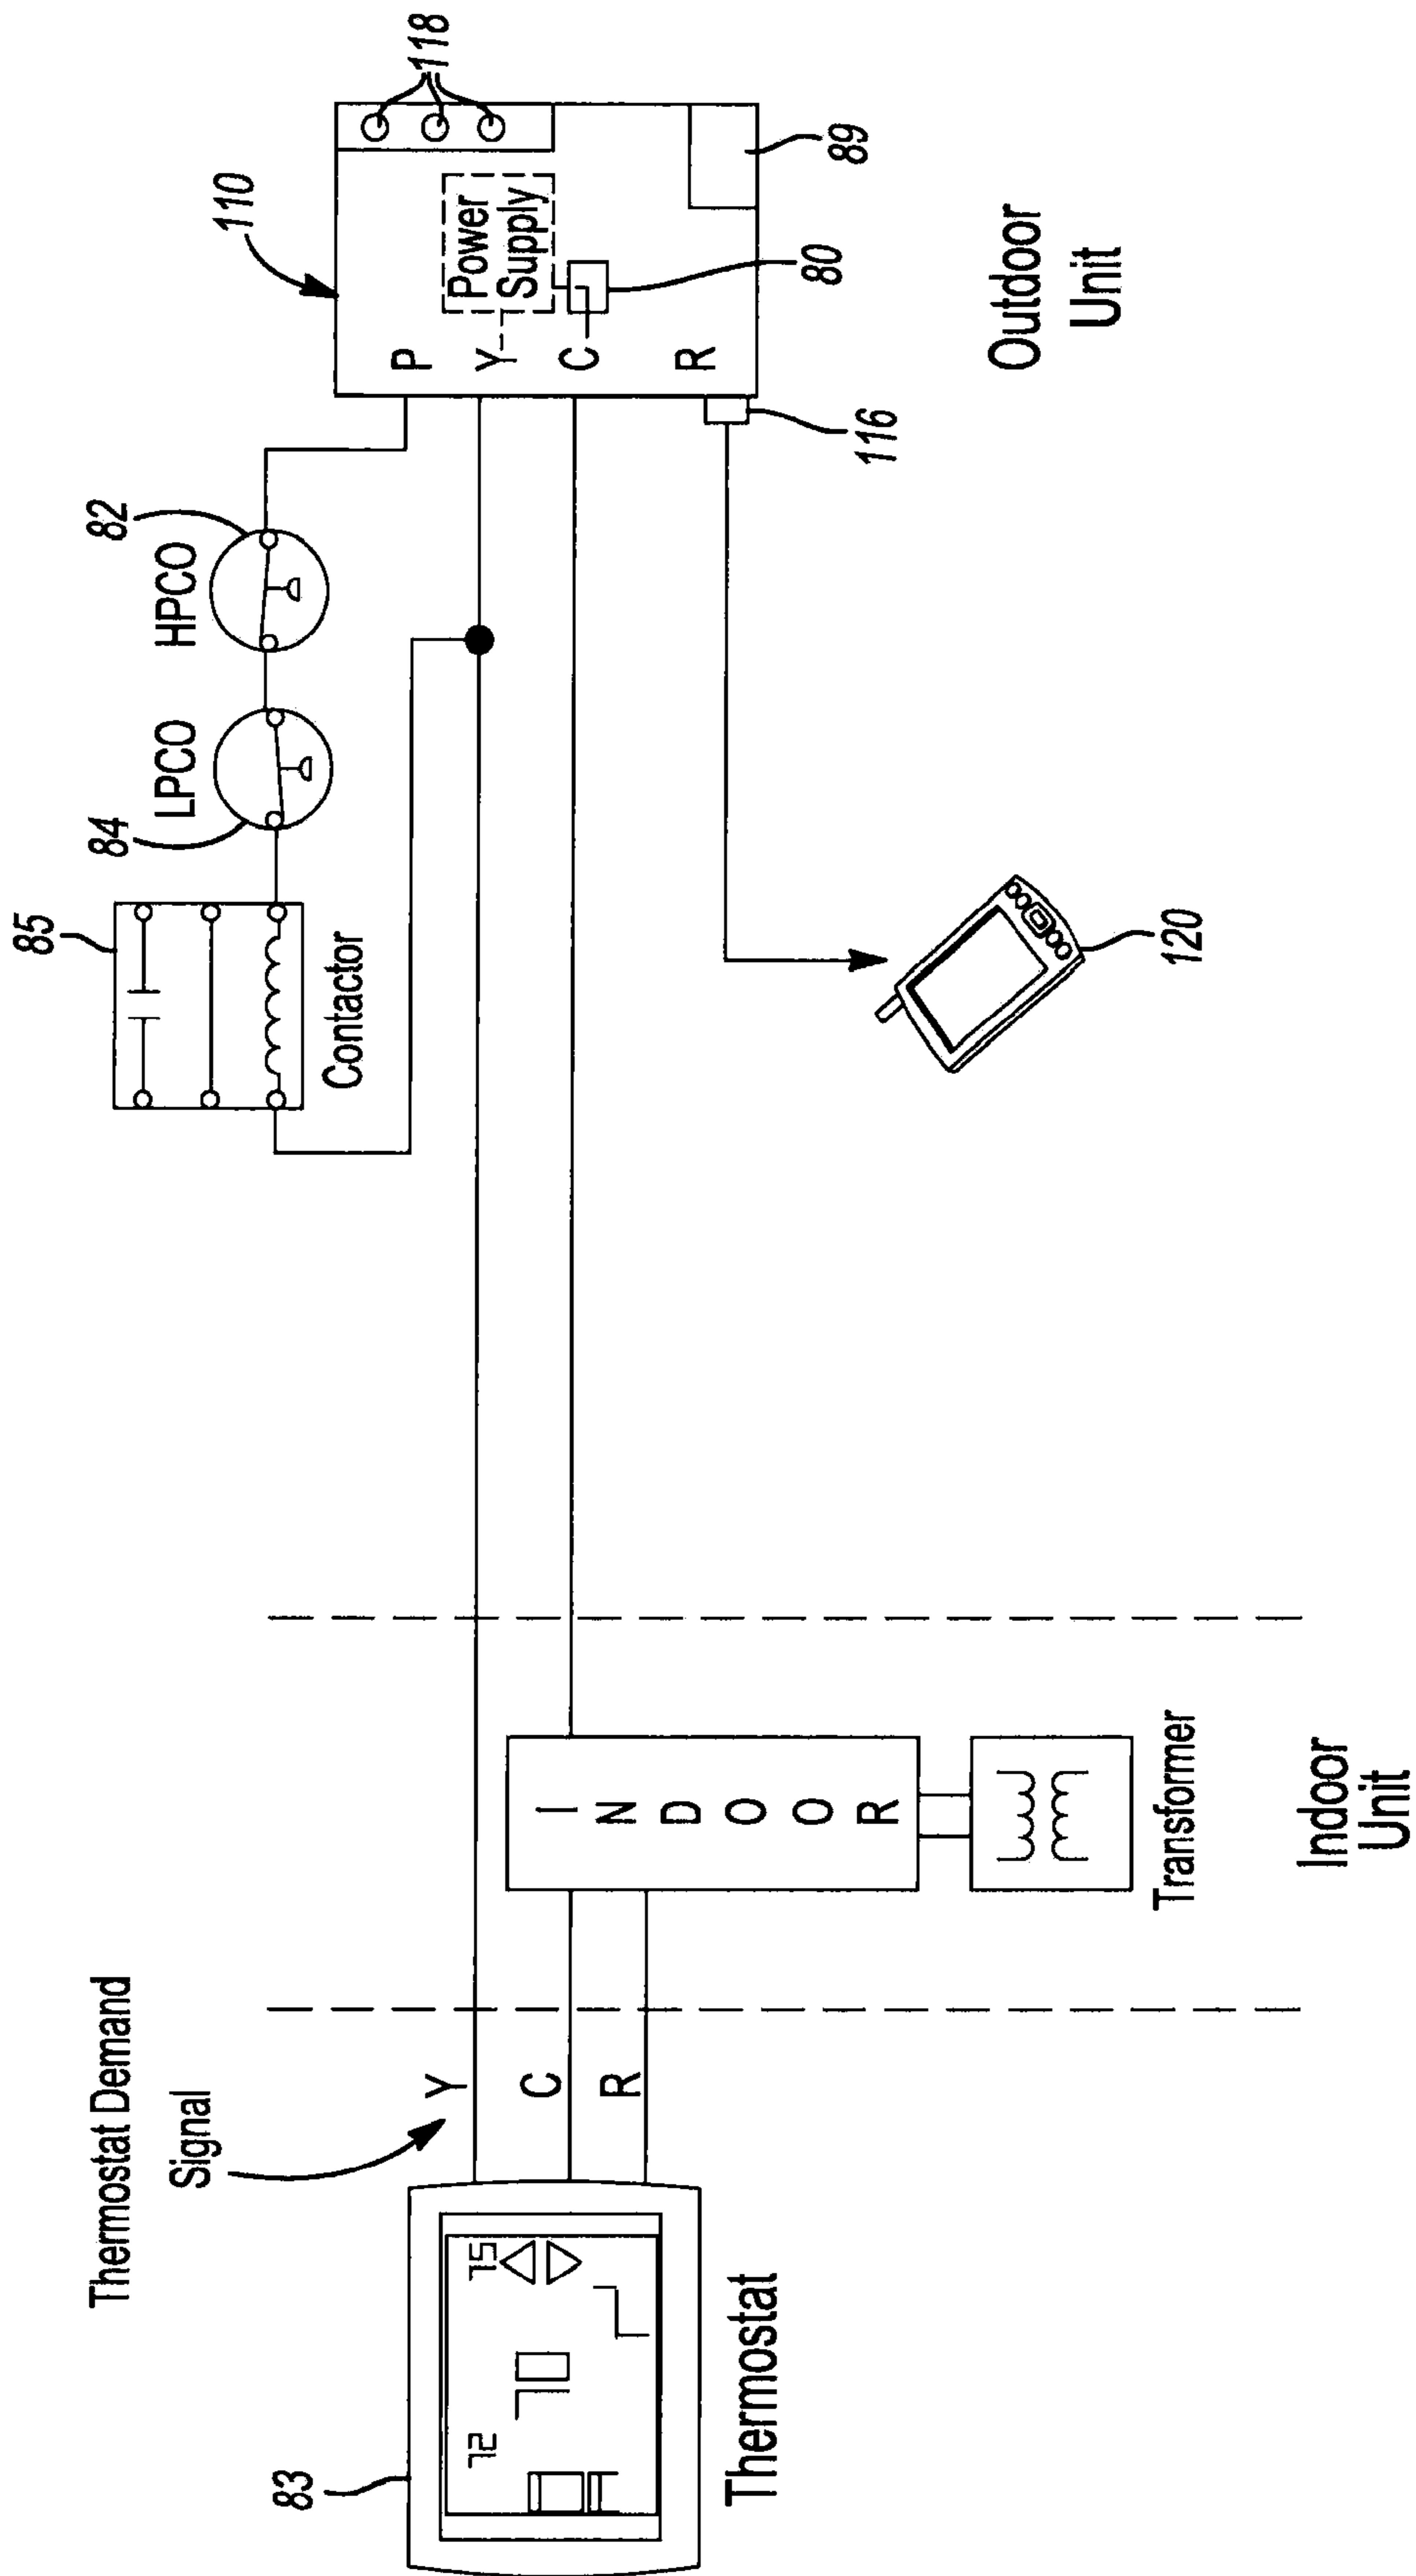 Thermostat Demand
Signal
83
72
75
Thermostat
Y
C
R
INDOOR
Transformer
Indoor
Unit
85
Contactor
84
LPCO
82
HPCO
110
118
P
Y
C
R
Power
Supply
80
89
116
120
Outdoor
Unit